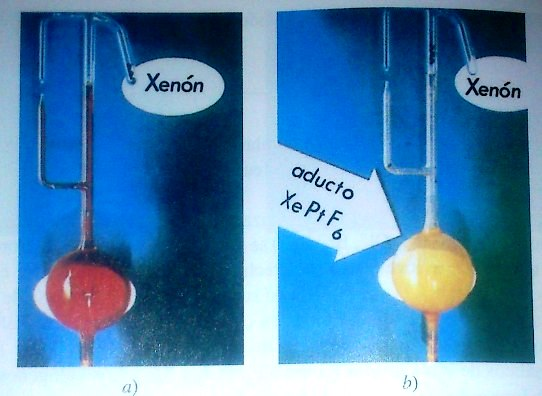 Xenón
Xenón
aducto
XePtF6
a)
b)